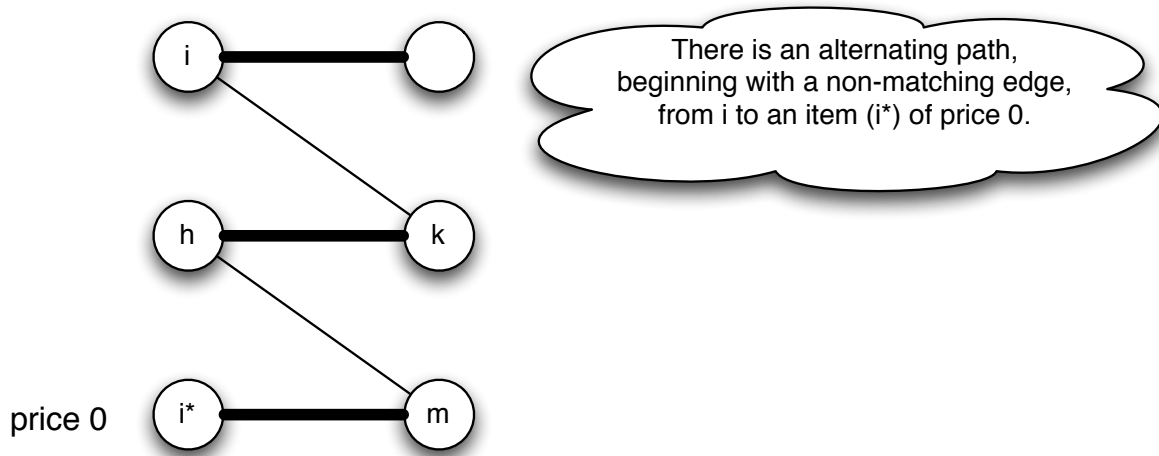 i
There is an alternating path,
beginning with a non-matching edge,
from i to an item (i*) of price 0.
h
k
price 0
i*
m